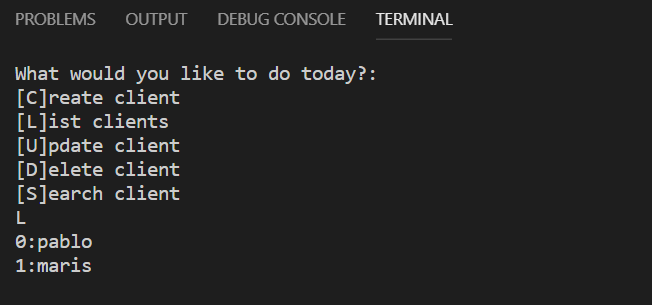 PROBLEMS OUTPUT DEBUG CONSOLE TERMINAL
What would you like to do today?:
[C]reate client
[L]ist clients
[U]pdate client
[D]elete client
[S]earch client
L
0:pablo
1:maris